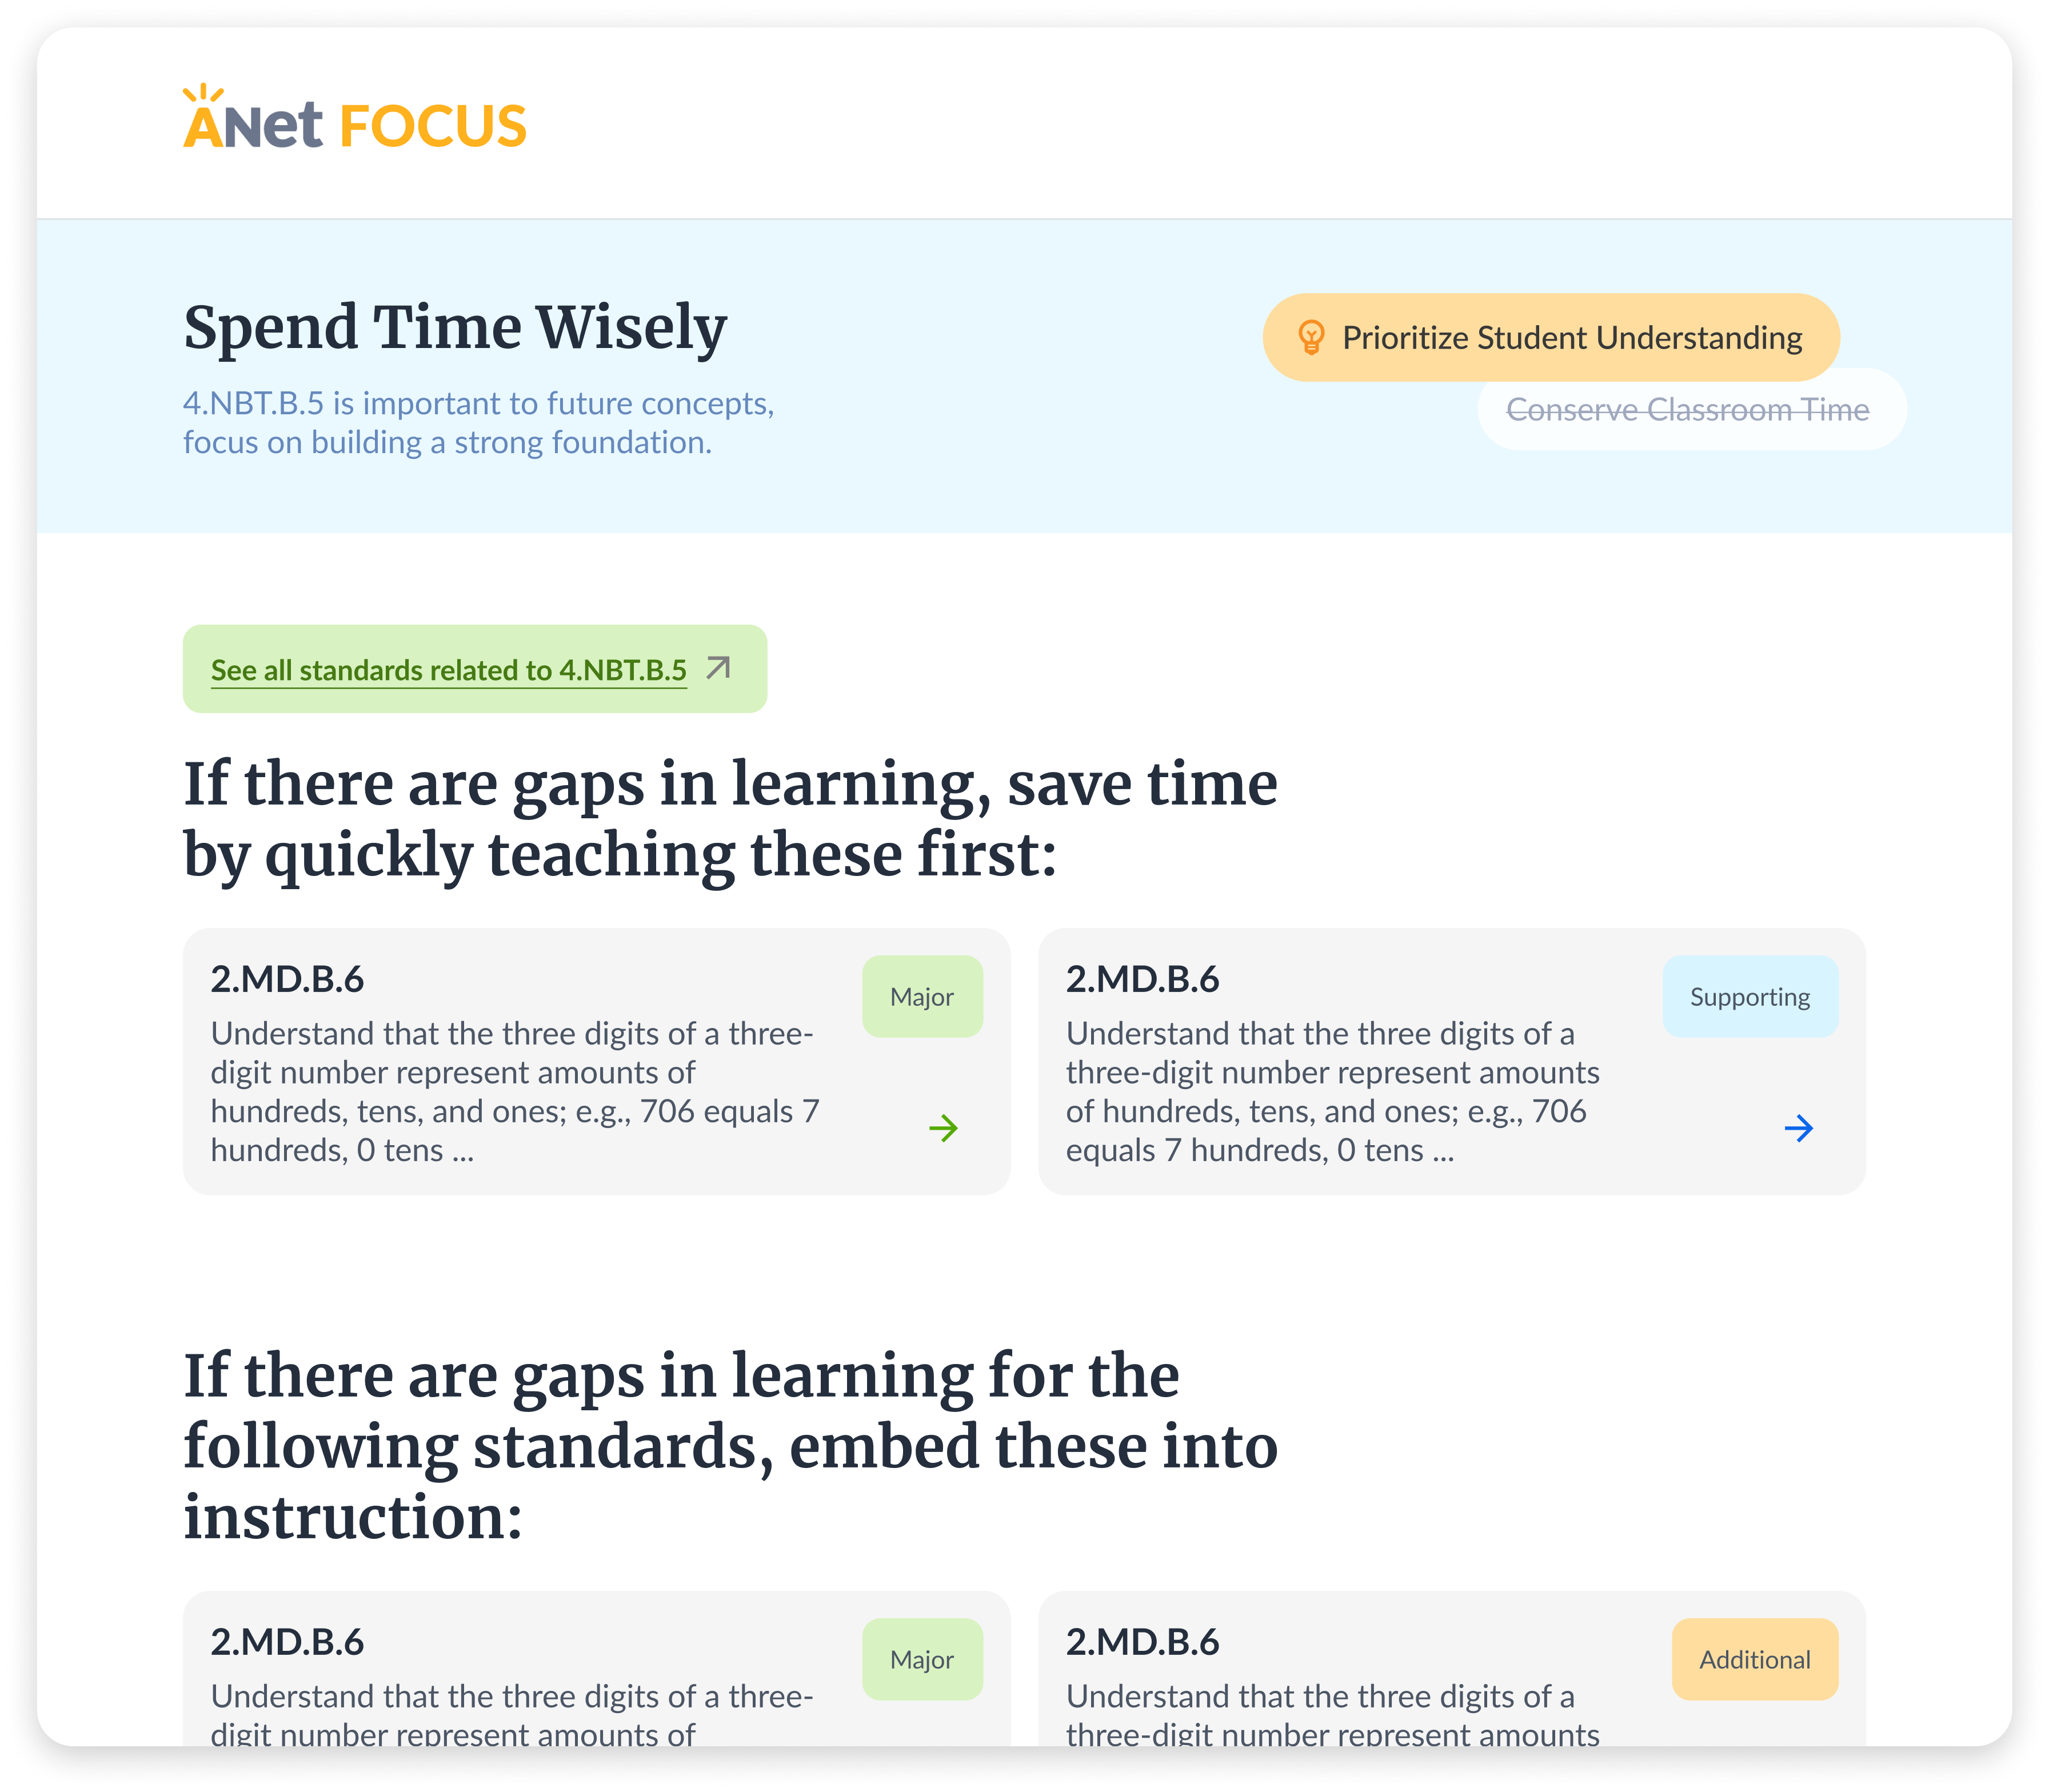 ANet FOCUS
Spend Time Wisely
4.NBT.B.5 is important to future concepts,
focus on building a strong foundation.
Prioritize Student Understanding
Conserve Classroom Time
See all standards related to 4.NBT.B.5
If there are gaps in learning, save time
by quickly teaching these first:
2.MD.B.6
Major
Understand that the three digits of a three-
digit number represent amounts of
hundreds, tens, and ones; e.g., 706 equals 7
hundreds, 0 tens ...
2.MD.B.6
Supporting
Understand that the three digits of a
three-digit number represent amounts
of hundreds, tens, and ones; e.g., 706
equals 7 hundreds, 0 tens ...
If there are gaps in learning for the
following standards, embed these into
instruction:
2.MD.B.6
Major
Understand that the three digits of a three-
digit number represent amounts of
2.MD.B.6
Additional
Understand that the three digits of a
three-digit number represent amounts